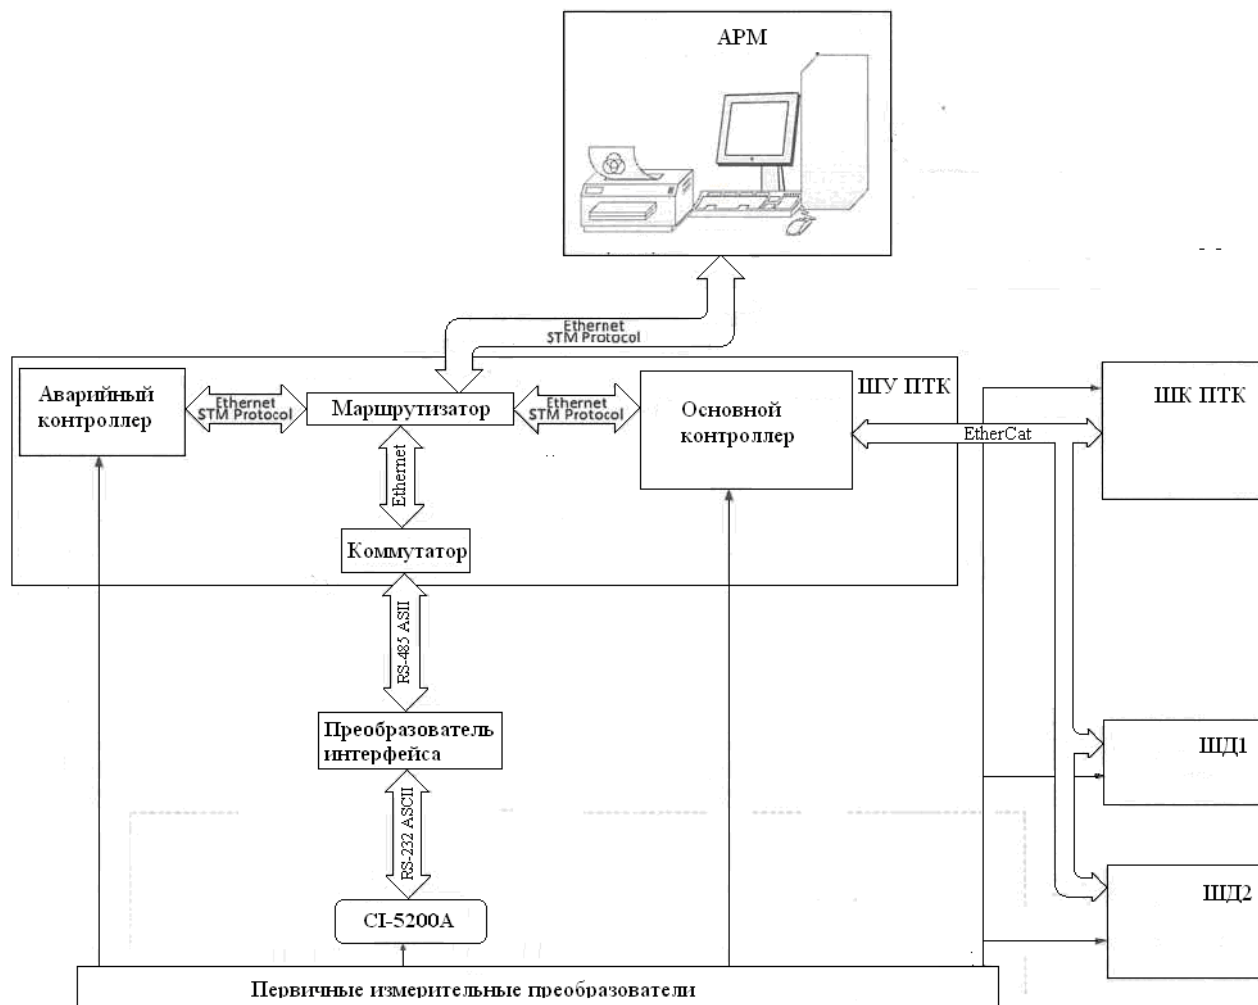 АРМ
Ethernet
STM Protocol
ШУ ПТК
ШК ПТК
Аварийный
контроллер
Ethernet
STM Protocol
Маршрутизатор
Ethernet
STM Protocol
Основной
контроллер
EtherCat
Ethernet
Коммутатор
RS-485 ASII
Преобразователь
интерфейса
ШД1
RS-232 ASCII
ШД2
CI-5200A
Первичные измерительные преобразователи